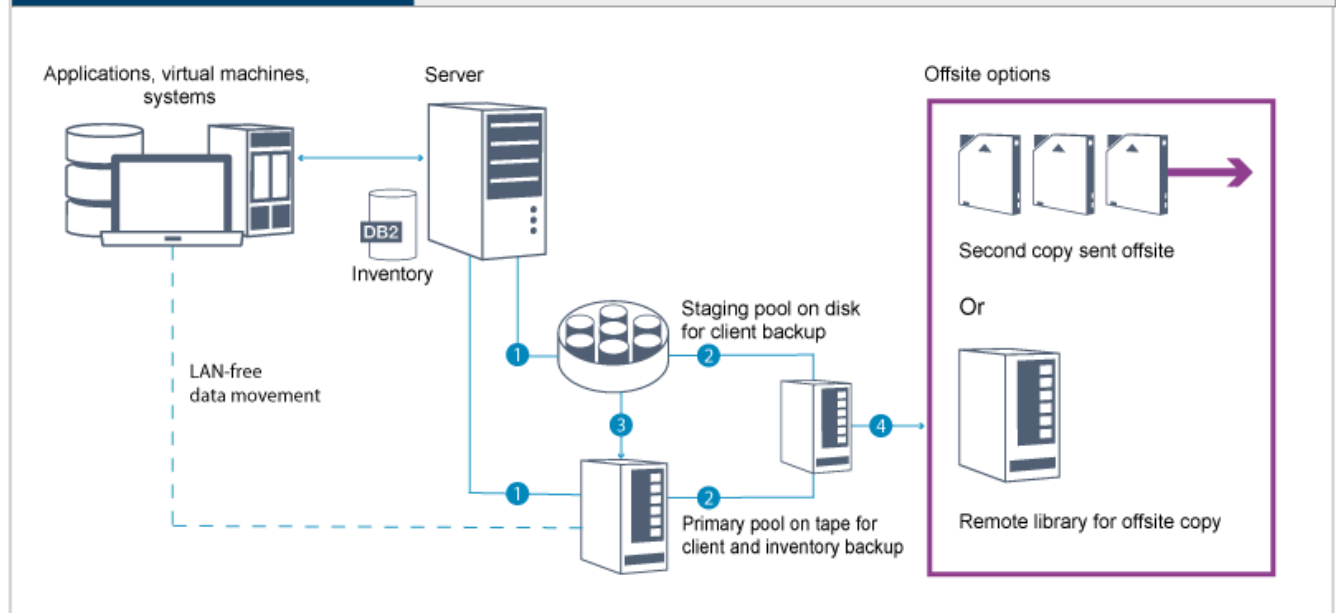 Applications, virtual machines,
systems
Server
Offsite options
DB2
Inventory
Second copy sent offsite
Staging pool on disk
for client backup
Or
1
2
LAN-free
data movement
3
4
1
2
Primary pool on tape for
client and inventory backup
Remote library for offsite copy